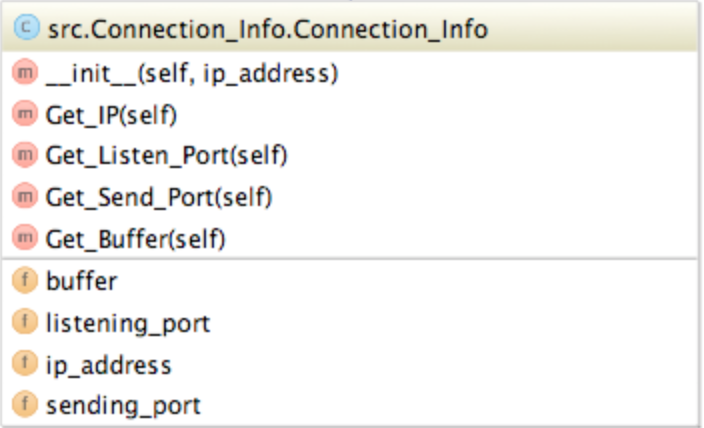 C src.Connection_Info.Connection_Info
m __init__(self, ip_address)
m Get_IP(self)
m Get_Listen_Port(self)
m Get_Send_Port(self)
m Get_Buffer(self)
f buffer
f listening_port
f ip_address
f sending_port